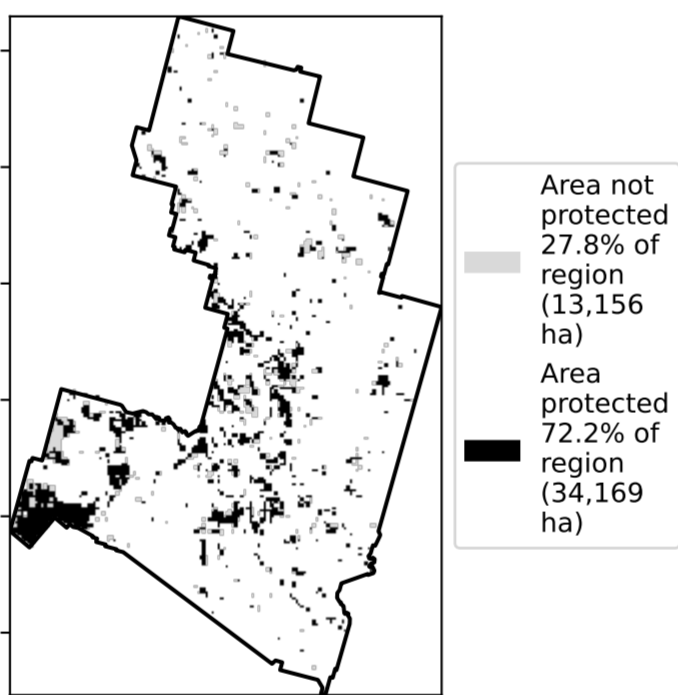 Area not
protected
27.8% of
region
(13,156
ha)
Area
protected
72.2% of
region
(34,169
ha)